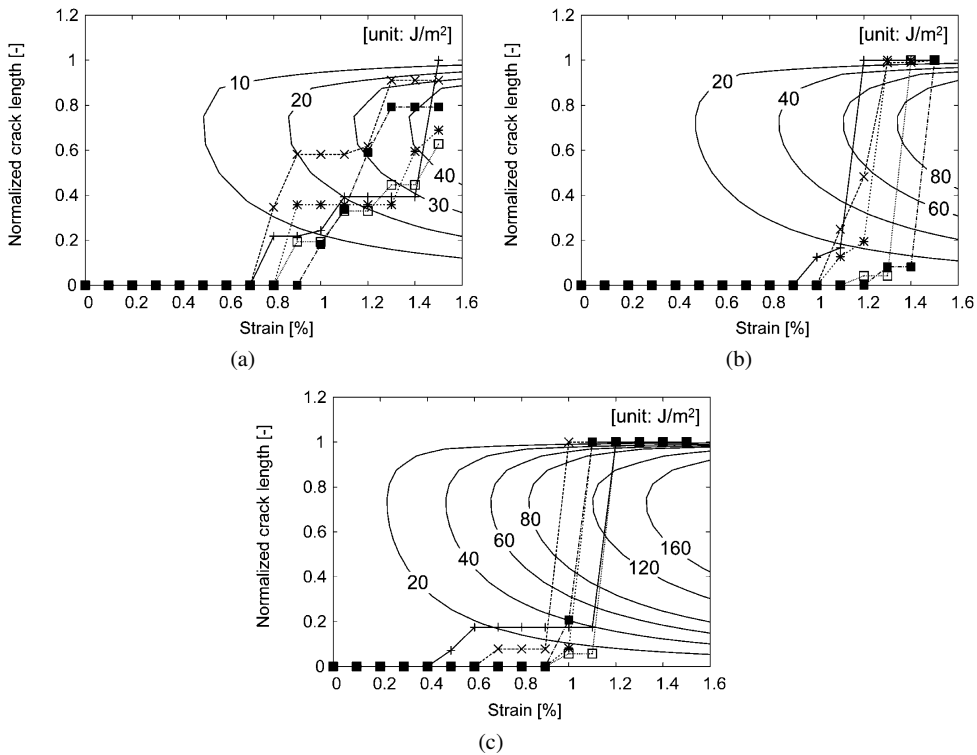 1.2
1
0.8
0.6
0.4
0.2
0
Normalized crack length [-]
[unit: J/m²]
10
20
40
30
0 0.2 0.4 0.6 0.8 1 1.2 1.4 1.6
Strain [%]
(a)
1.2
1
0.8
0.6
0.4
0.2
0
Normalized crack length [-]
[unit: J/m²]
20
40
80
60
0 0.2 0.4 0.6 0.8 1.0 1.2 1.4 1.6
Strain [%]
(b)
1.2
1
0.8
0.6
0.4
0.2
0
Normalized crack length [-]
[unit: J/m²]
80
60
40
20
160
120
0 0.2 0.4 0.6 0.8 1 1.2 1.4 1.6
Strain [%]
(c)